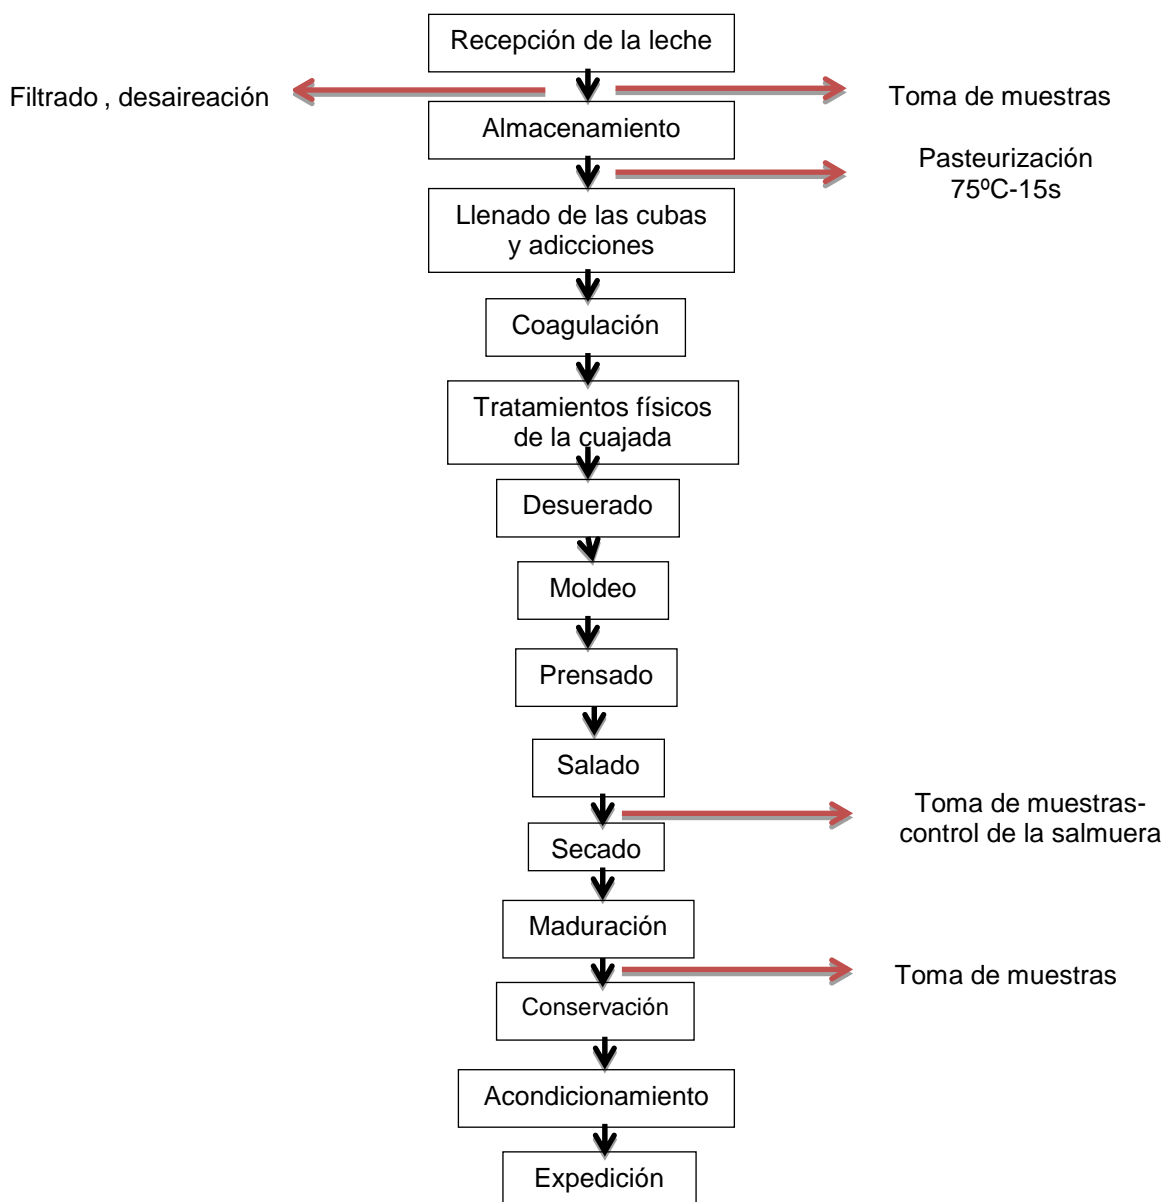 Recepción de la leche
Filtrado , desaireación
Toma de muestras
Almacenamiento
Pasteurización
75ºC-15s
Llenado de las cubas
y adicciones
Coagulación
Tratamientos físicos
de la cuajada
Desuerado
Moldeo
Prensado
Salado
Toma de muestras-
control de la salmuera
Secado
Maduración
Toma de muestras
Conservación
Acondicionamiento
Expedición